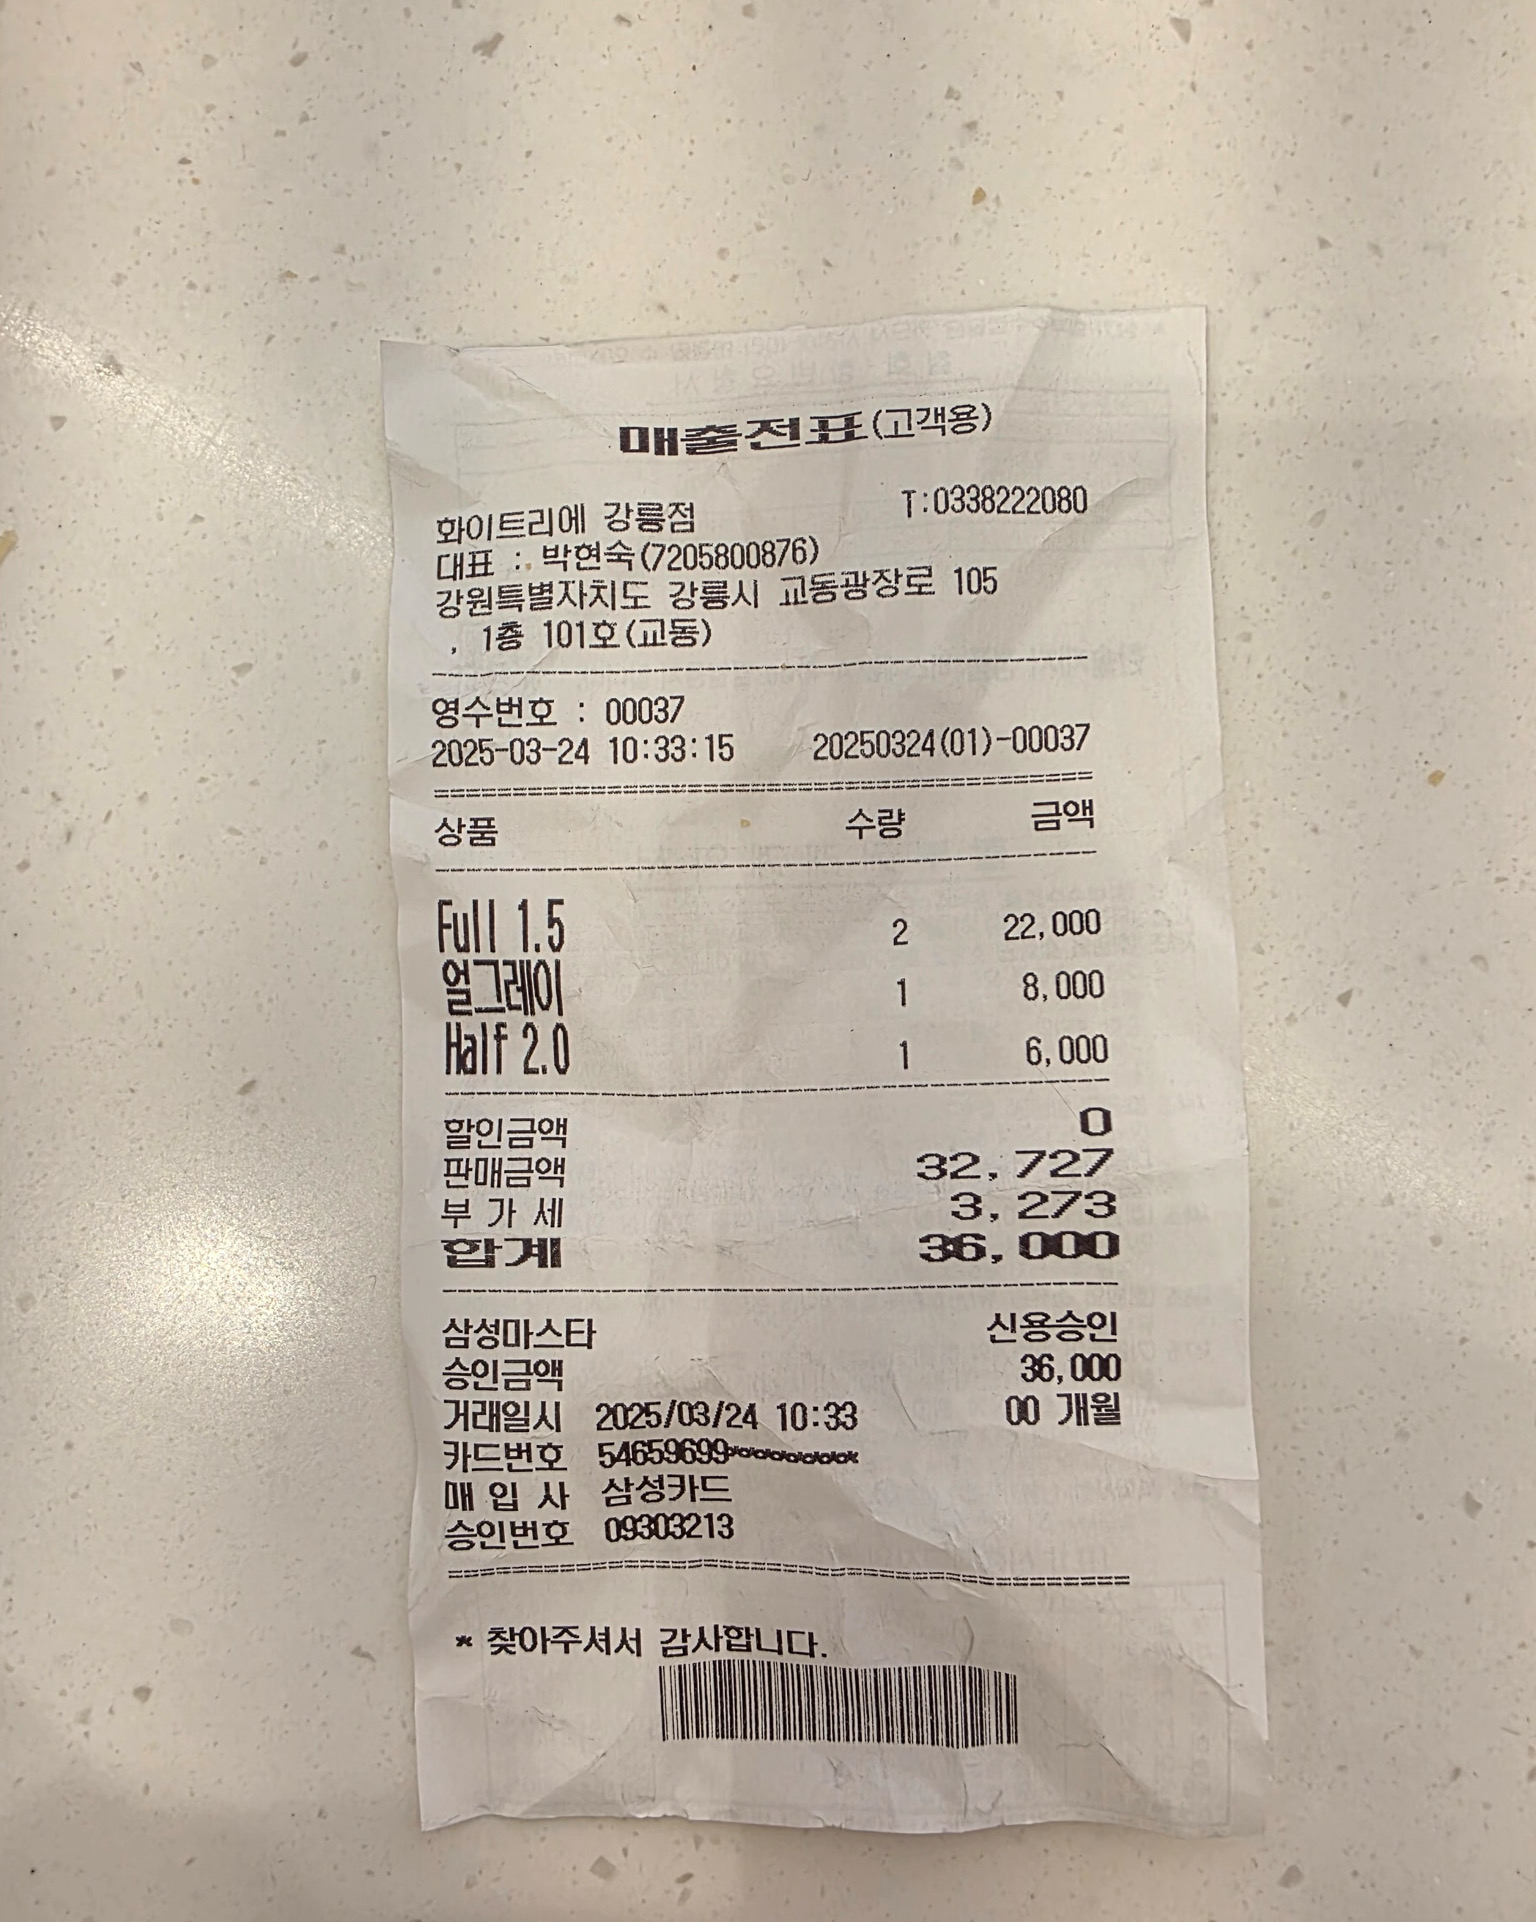 매출전표(고객용)
화이트리에 강릉점 T:0338222080
대표 : 박현숙(7205800876)
강원특별자치도 강릉시 교동광장로 105
, 1층 101호(교동)
영수번호 : 00037
2025-03-24 10:33:15 20250324(01)-00037
상품 수량 금액
Full 1.5 2 22,000
얼그레이 1 8,000
Half 2.0 1 6,000
할인금액 0
판매금액 32,727
부 가 세 3,273
합계 36,000
삼성마스타 신용승인
승인금액 36,000
거래일시 2025/03/24 10:33 00 개월
카드번호 54659699********
매 입 사 삼성카드
승인번호 09303213
* 찾아주셔서 감사합니다.